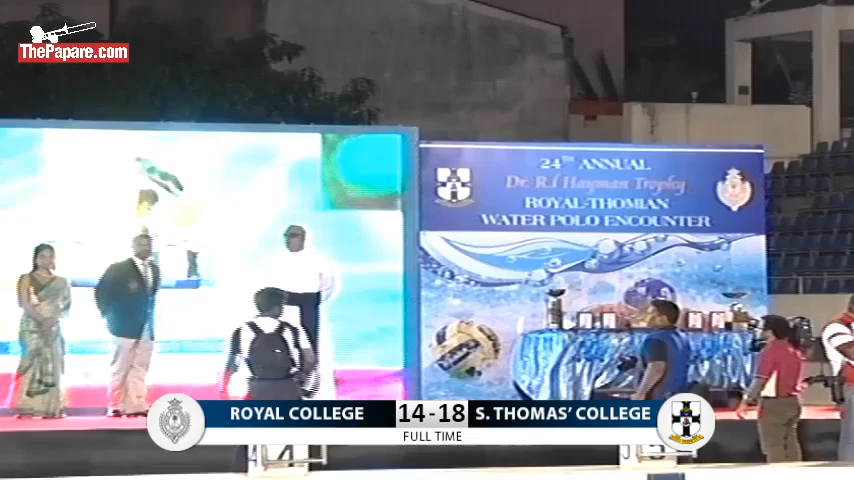 ThePapare.com
24TH ANNUAL
Dr. R.l Hayman Trophy
ROYAL-THOMIAN
WATER POLO ENCOUNTER
ROYAL COLLEGE 14 - 18 S. THOMAS' COLLEGE
FULL TIME